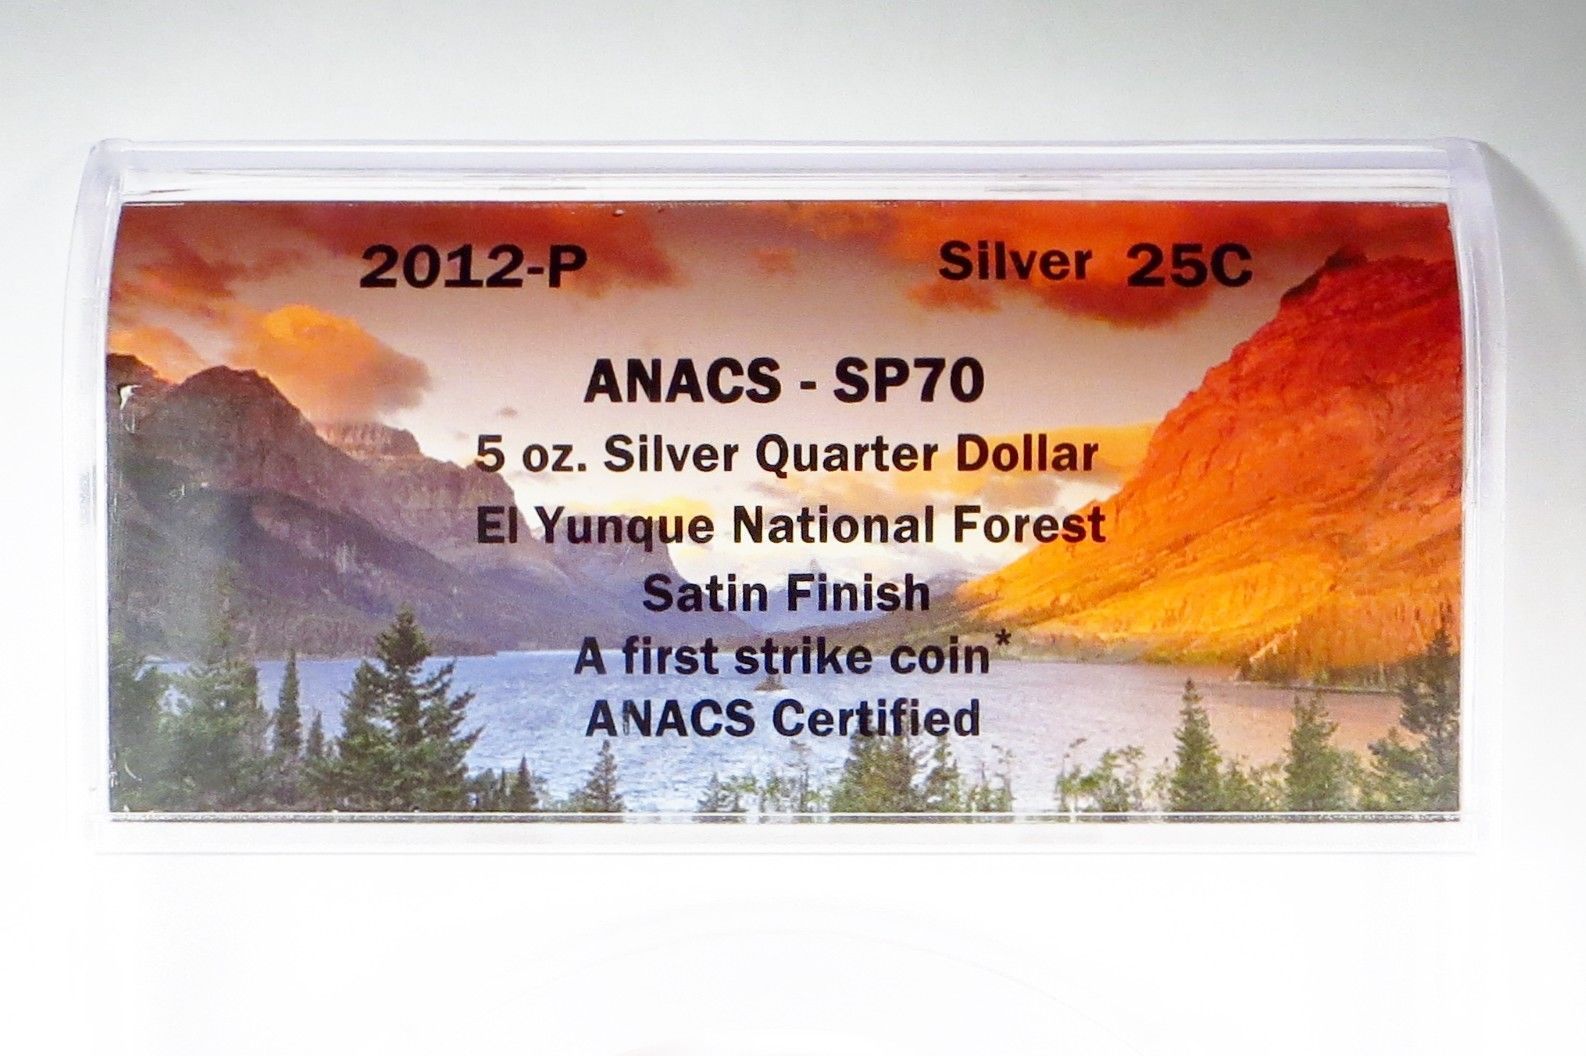 2012-P Silver 25C
ANACS - SP70
5 oz. Silver Quarter Dollar
El Yunque National Forest
Satin Finish
A first strike coin*
ANACS Certified